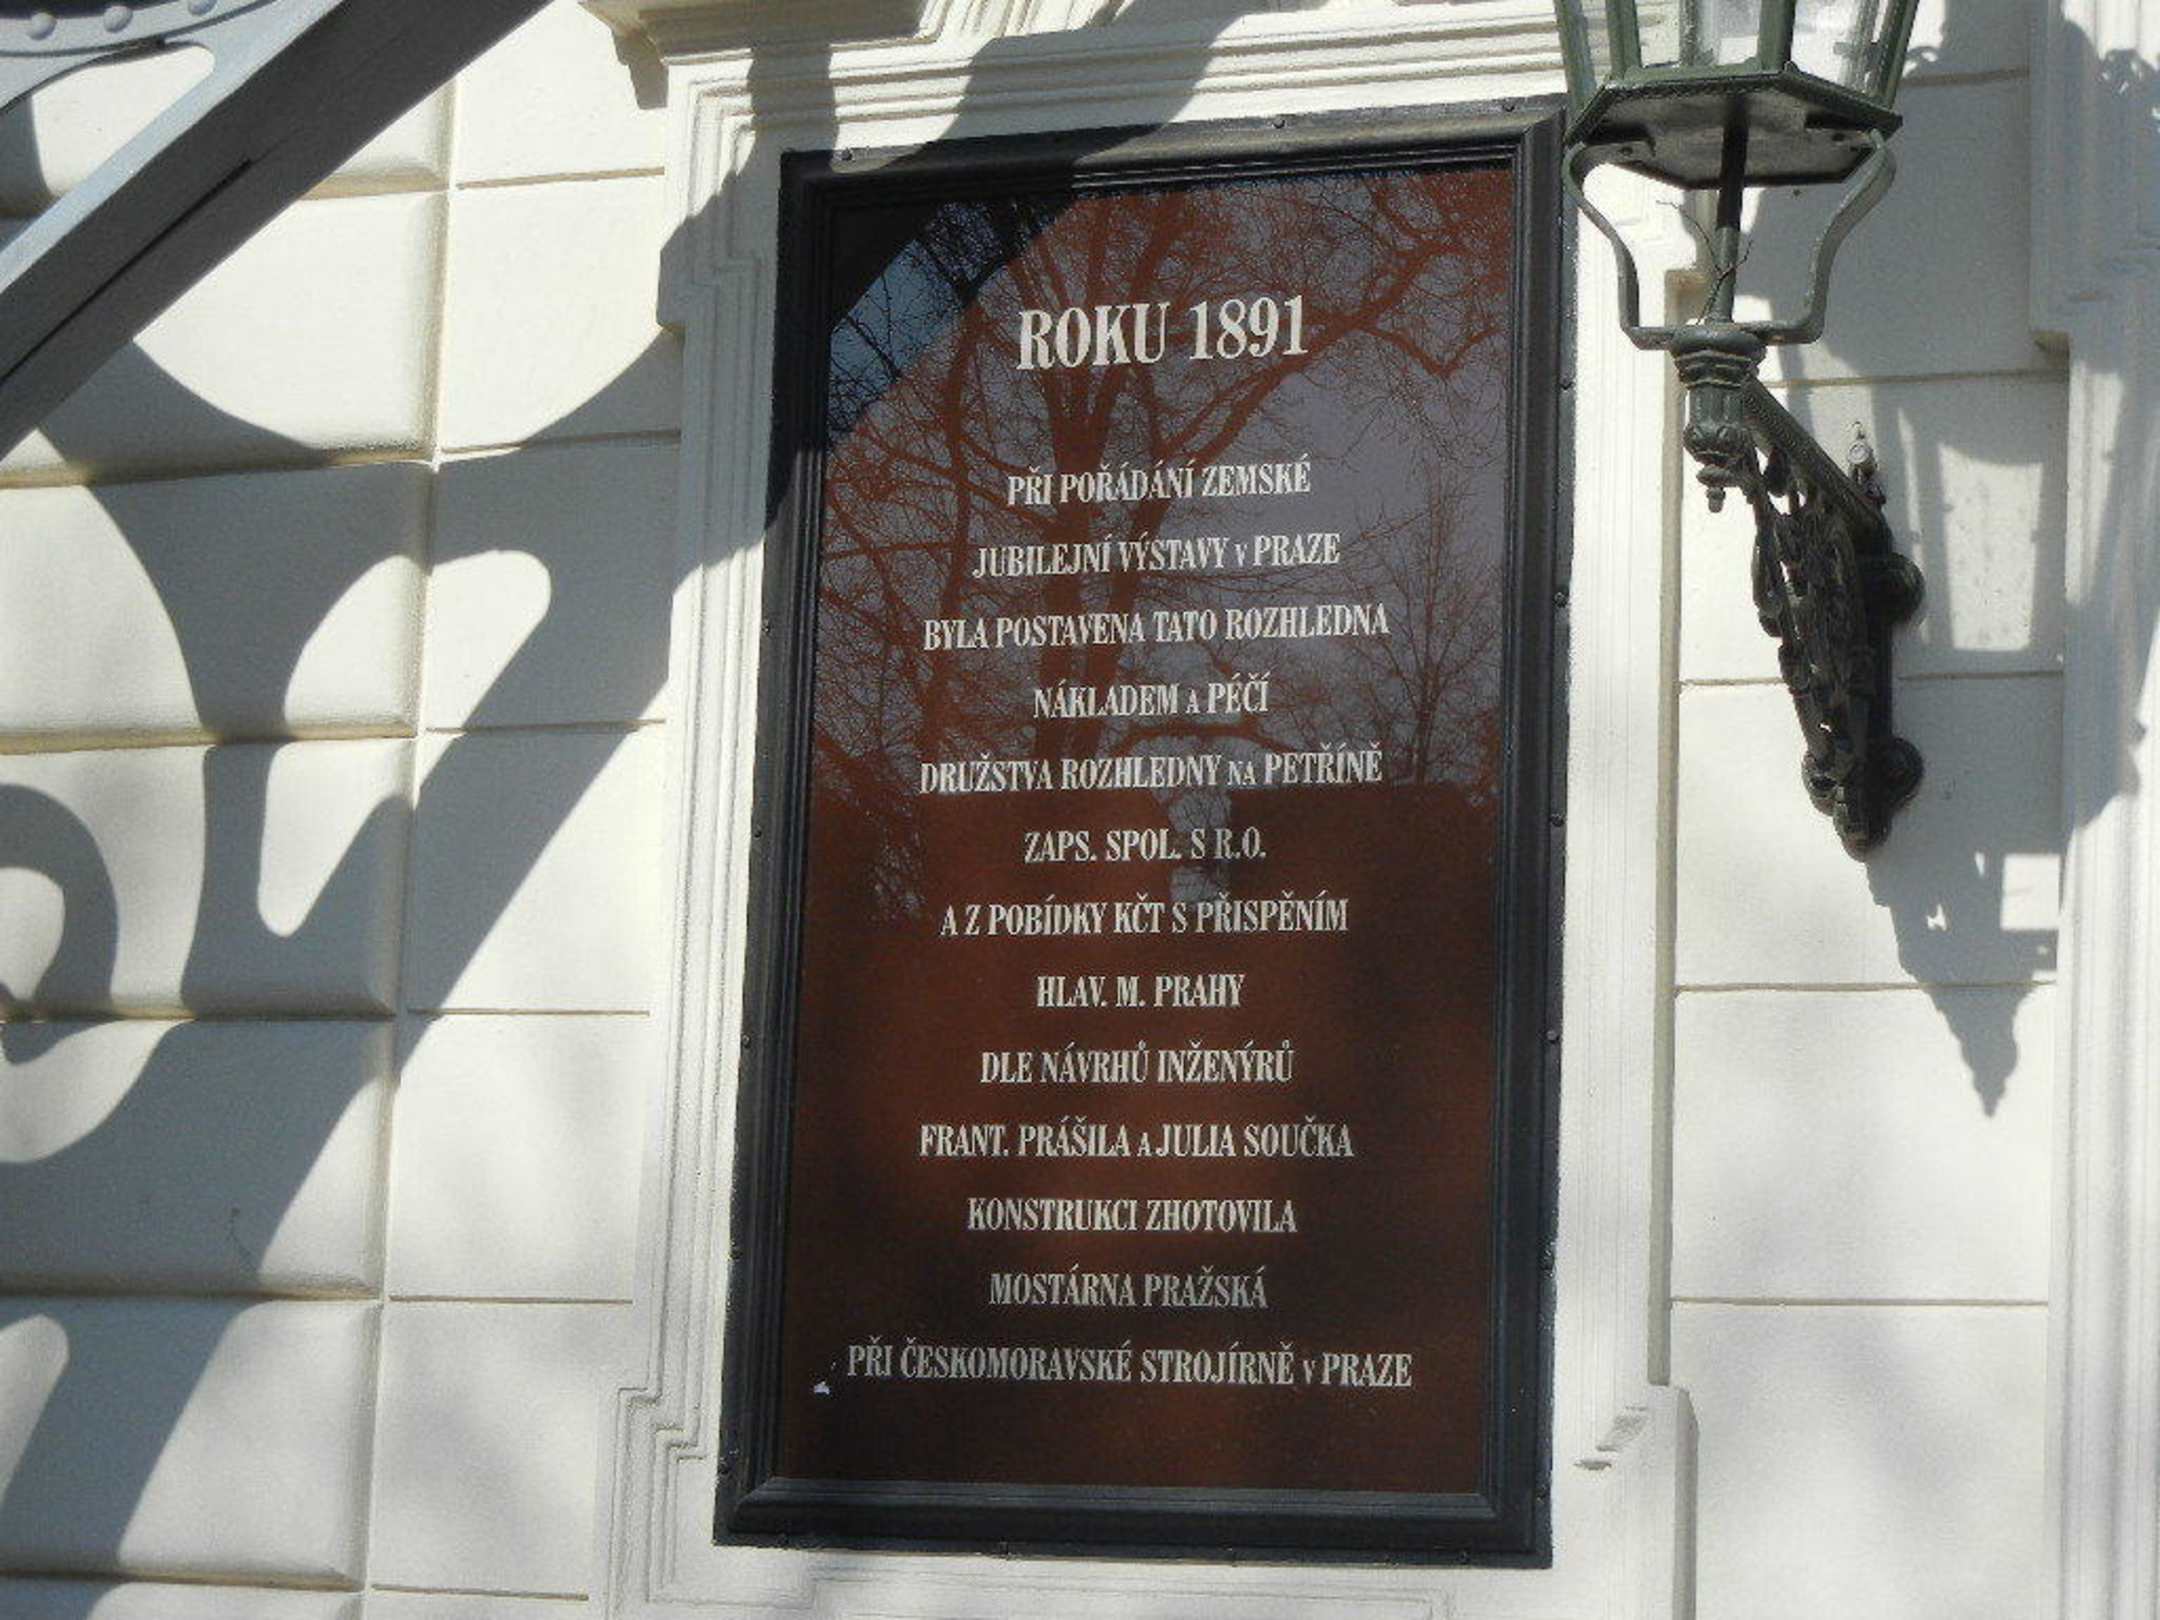 ROKU 1891
PŘI POŘÁDÁNÍ ZEMSKÉ
JUBILEJNÍ VÝSTAVY V PRAZE
BYLA POSTAVENA TATO ROZHLEDNA
NÁKLADEM A PÉČÍ
DRUŽSTVA ROZHLEDNY NA PETŘÍNĚ
ZAPS. SPOL. S R.O.
A Z POBÍDKY KČT S PŘISPĚNÍM
HLAV. M. PRAHY
DLE NÁVRHŮ INŽENÝRŮ
FRANT. PRÁŠILA A JULIA SOUČKA
KONSTRUKCI ZHOTOVILA
MOSTÁRNA PRAŽSKÁ
PŘI ČESKOMORAVSKÉ STROJÍRNĚ V PRAZE